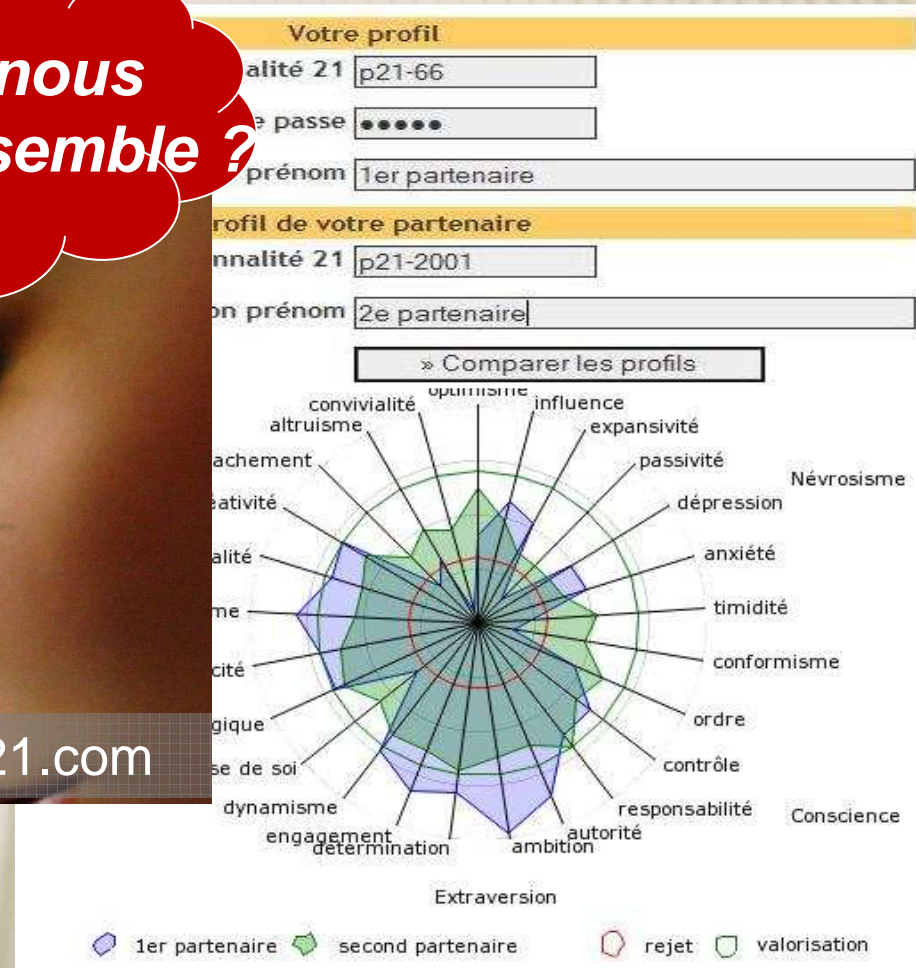 nous
semble ?
21.com
Votre profil
alité 21 p21-66
e passe
prénom 1er partenaire
rofil de votre partenaire
nnalité 21 p21-2001
on prénom 2e partenaire
» Comparer les profils
optimisme
convivialité
influence
altruisme
expansivité
achement
passivité
Névrosisme
éativité
dépression
alité
anxiété
me
timidité
cité
conformisme
gique
ordre
se de soi
contrôle
dynamisme
responsabilité
Conscience
engagement
autorité
détermination
ambition
Extraversion
1er partenaire
second partenaire
rejet
valorisation